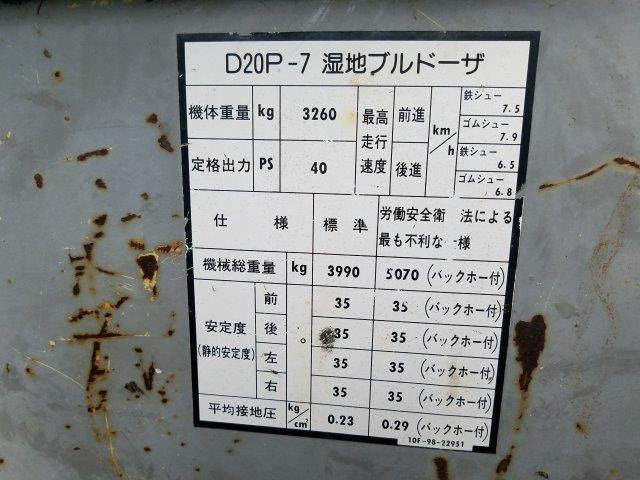 D20P-7 湿地ブルドーザ
機体重量 kg 3260 最高走行速度 前進 km/h 鉄シュー 7.5
ゴムシュー 7.9
定格出力 PS 40 後進 鉄シュー 6.5
ゴムシュー 6.8
仕様 標準 労働安全衛 法による
最も不利な 様
機械総重量 kg 3990 5070 (バックホー付)
安定度 (静的安定度) 前 ° 35 35 (バックホー付)
後 35 35 (バックホー付)
左 35 35 (バックホー付)
右 35 35 (バックホー付)
平均接地圧 kg/cm² 0.23 0.29 (バックホー付)
10F-98-22951